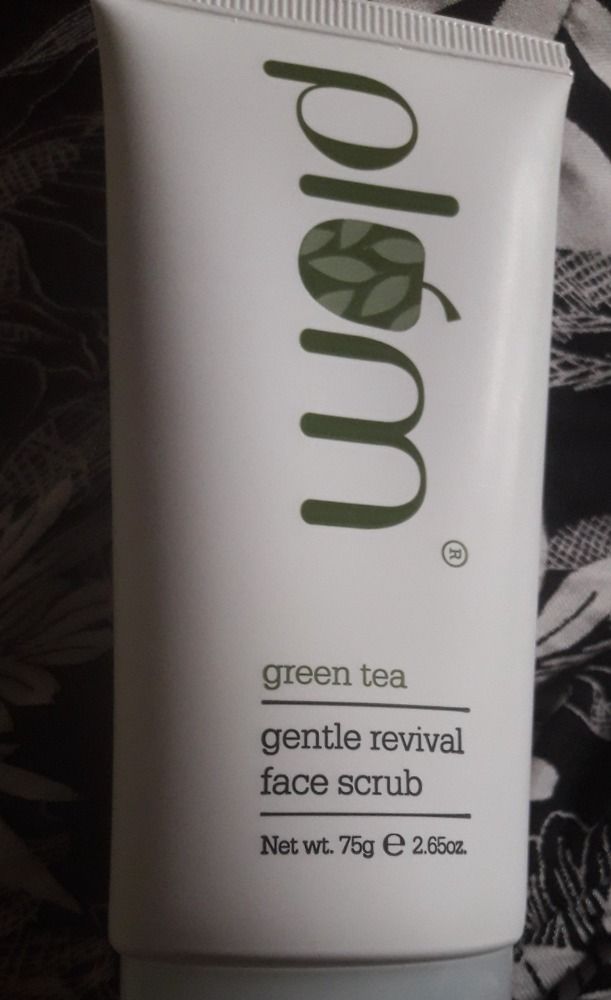 plum
®
green tea
gentle revival
face scrub
Net wt. 75g ℮ 2.65oz.